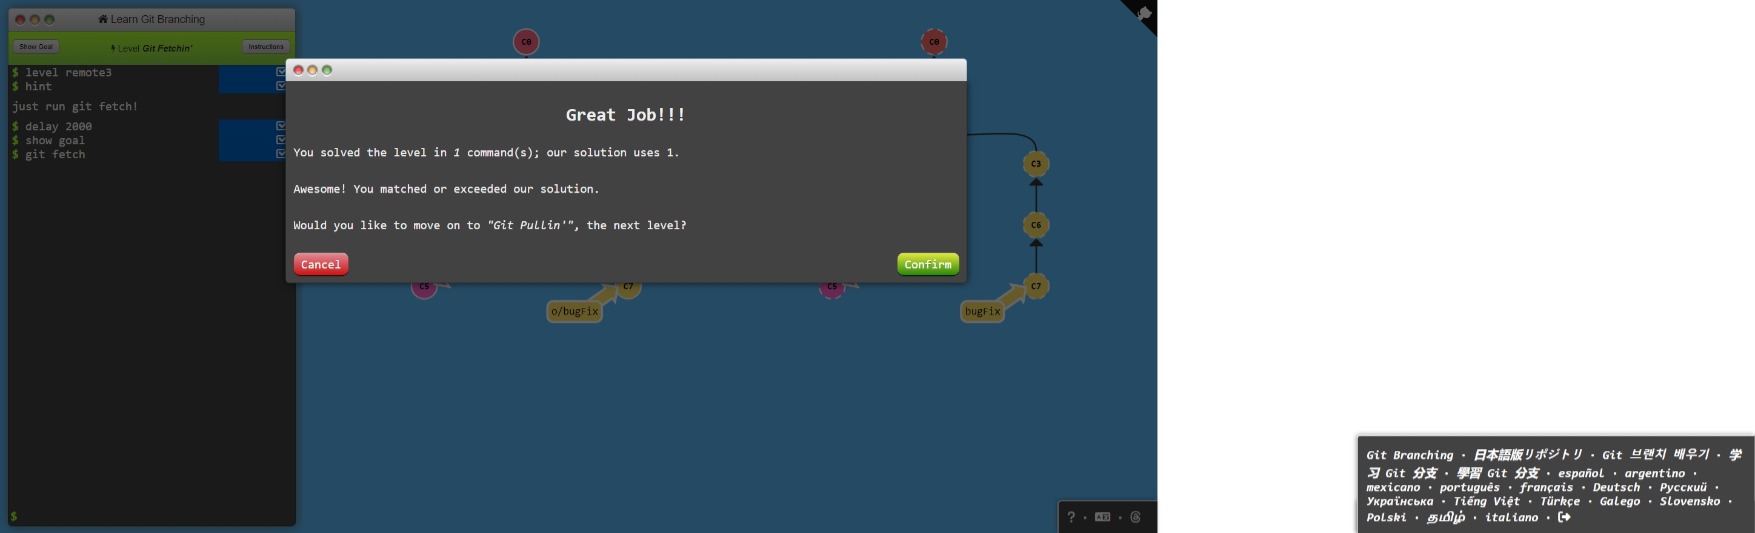 Learn Git Branching
Show Goal
Level Git Fetchin'
Instructions
$ level remote3
$ hint
just run git fetch!
$ delay 2000
$ show goal
$ git fetch
$
C0
C0
Great Job!!!
You solved the level in 1 command(s); our solution uses 1.
Awesome! You matched or exceeded our solution.
Would you like to move on to "Git Pullin'", the next level?
Cancel
Confirm
C3
C6
C5
C7
o/bugFix
C5
C7
bugFix
? · ·
Git Branching · 日本語版リポジトリ · Git 브랜치 배우기 · 学
习 Git 分支 · 學習 Git 分支 · español · argentino ·
mexicano · português · français · Deutsch · Русский ·
Українська · Tiếng Việt · Türkçe · Galego · Slovensko ·
Polski · தமிழ் · italiano ·